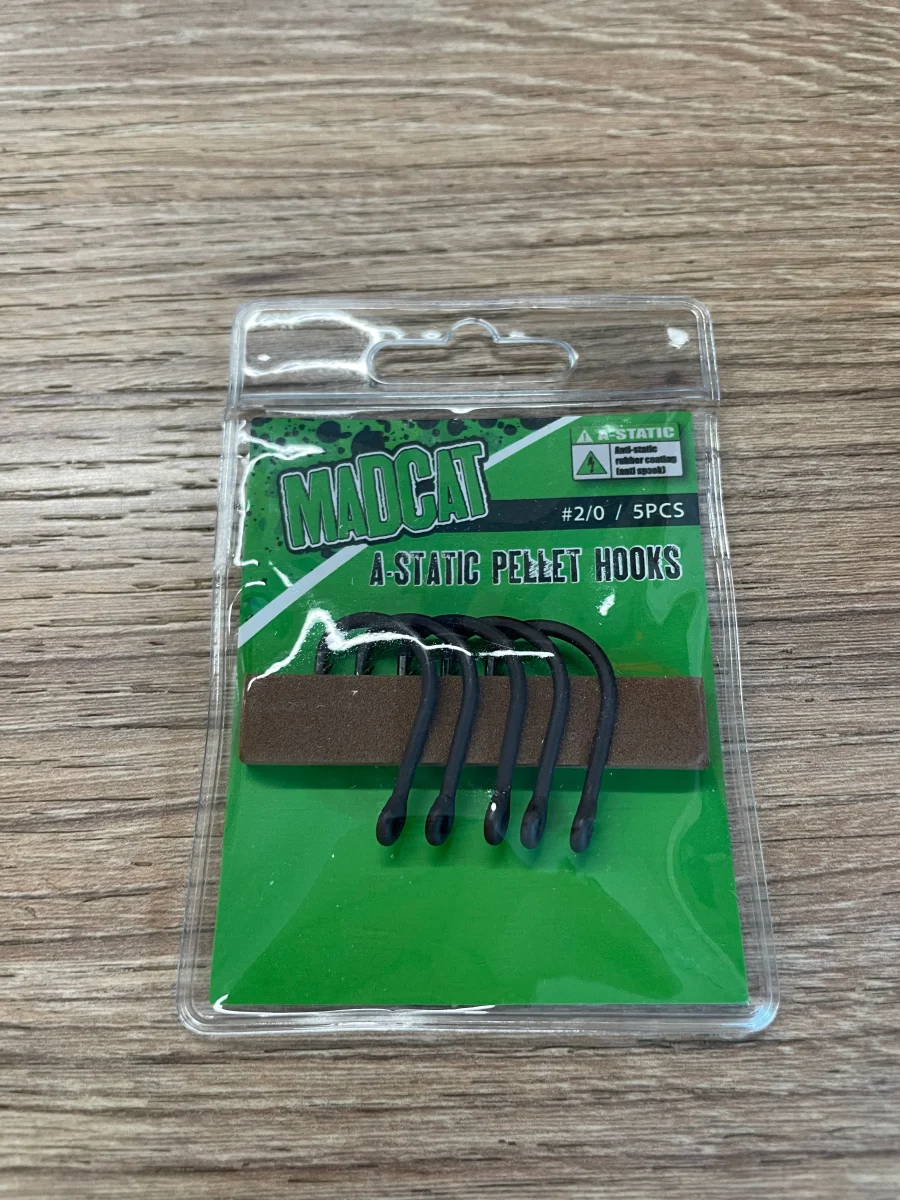 MADCAT
A-STATIC
Anti-static
rubber coating
(anti spook)
#2/0 / 5PCS
A-STATIC PELLET HOOKS